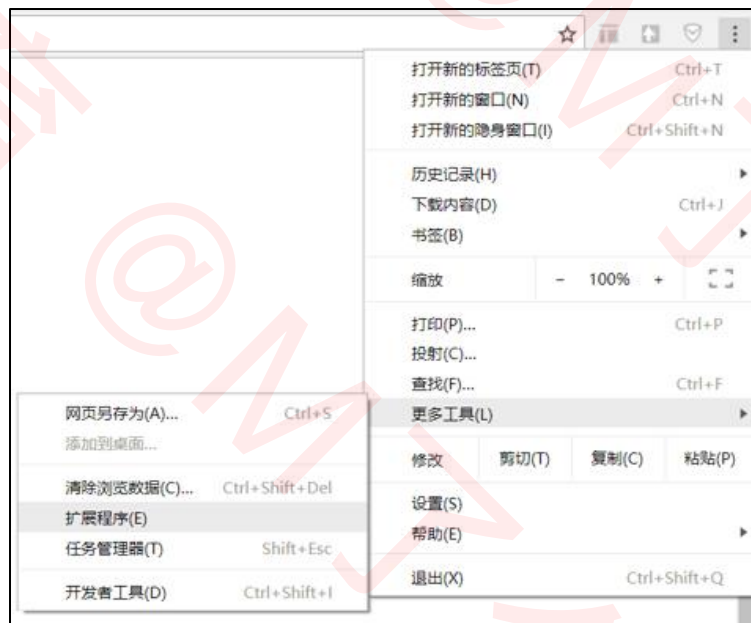 打开新的标签页(T) Ctrl+T
打开新的窗口(N) Ctrl+N
打开新的隐身窗口(I) Ctrl+Shift+N
历史记录(H)
下载内容(D) Ctrl+J
书签(B)
缩放 - 100% +
打印(P)... Ctrl+P
投射(C)...
查找(F)... Ctrl+F
更多工具(L)
修改 剪切(T) 复制(C) 粘贴(P)
设置(S)
帮助(E)
退出(X) Ctrl+Shift+Q
网页另存为(A)... Ctrl+S
添加到桌面...
清除浏览数据(C)... Ctrl+Shift+Del
扩展程序(E)
任务管理器(T) Shift+Esc
开发者工具(D) Ctrl+Shift+I